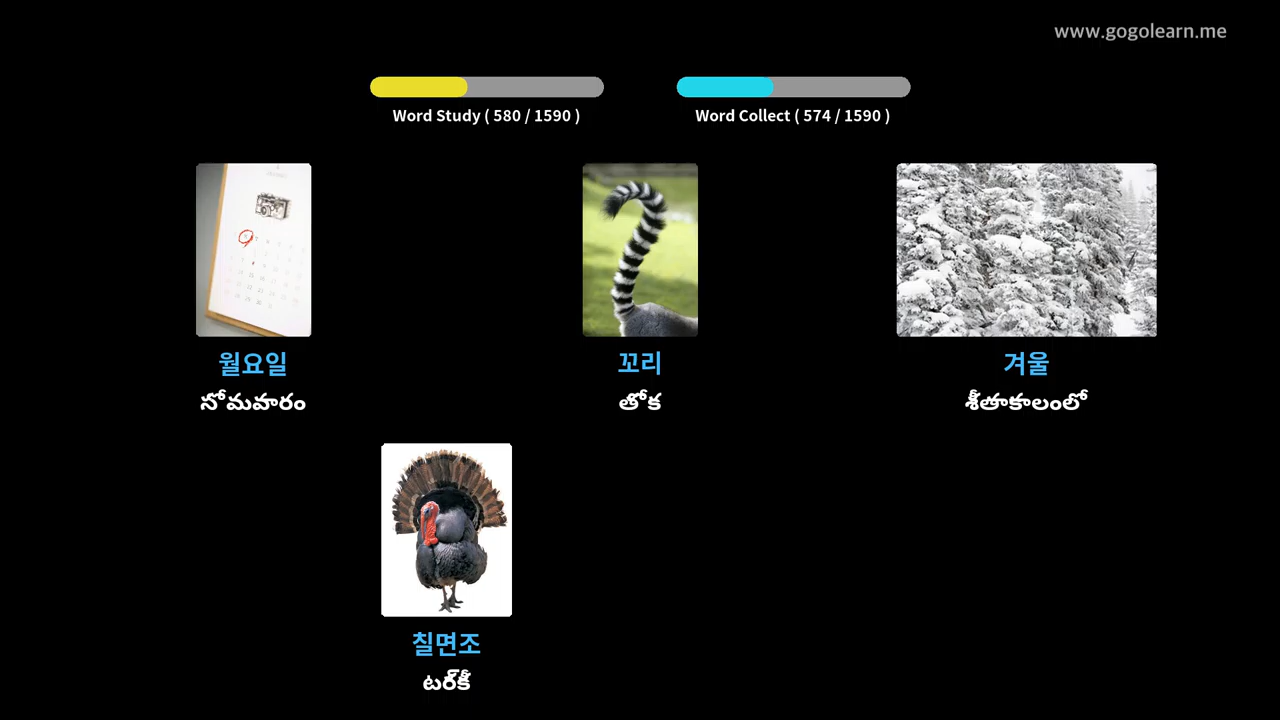 www.gogolearn.me
Word Study ( 580 / 1590 )
Word Collect ( 574 / 1590 )
월요일
꼬리
겨울
సోమవారం
తోక
శీతాకాలంలో
칠면조
టర్కీ